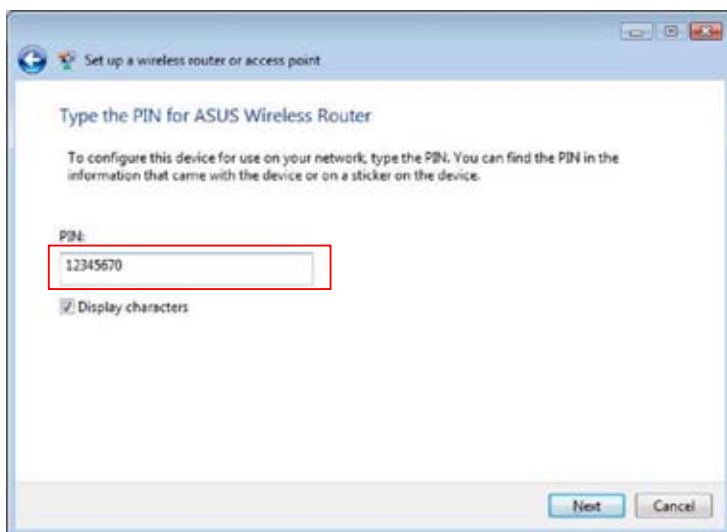 Set up a wireless router or access point
Type the PIN for ASUS Wireless Router
To configure this device for use on your network, type the PIN. You can find the PIN in the
information that came with the device or on a sticker on the device.
PIN:
12345670
Display characters
Next Cancel